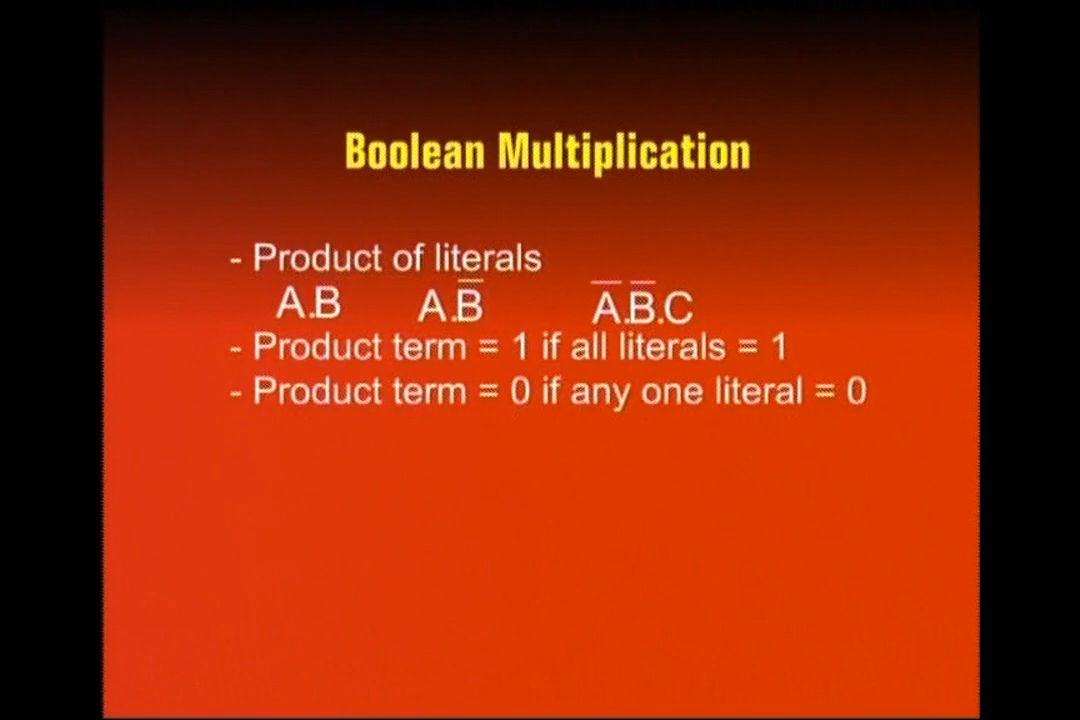 Boolean Multiplication
- Product of literals
A.B A.B̅ A̅.B̅.C
- Product term = 1 if all literals = 1
- Product term = 0 if any one literal = 0